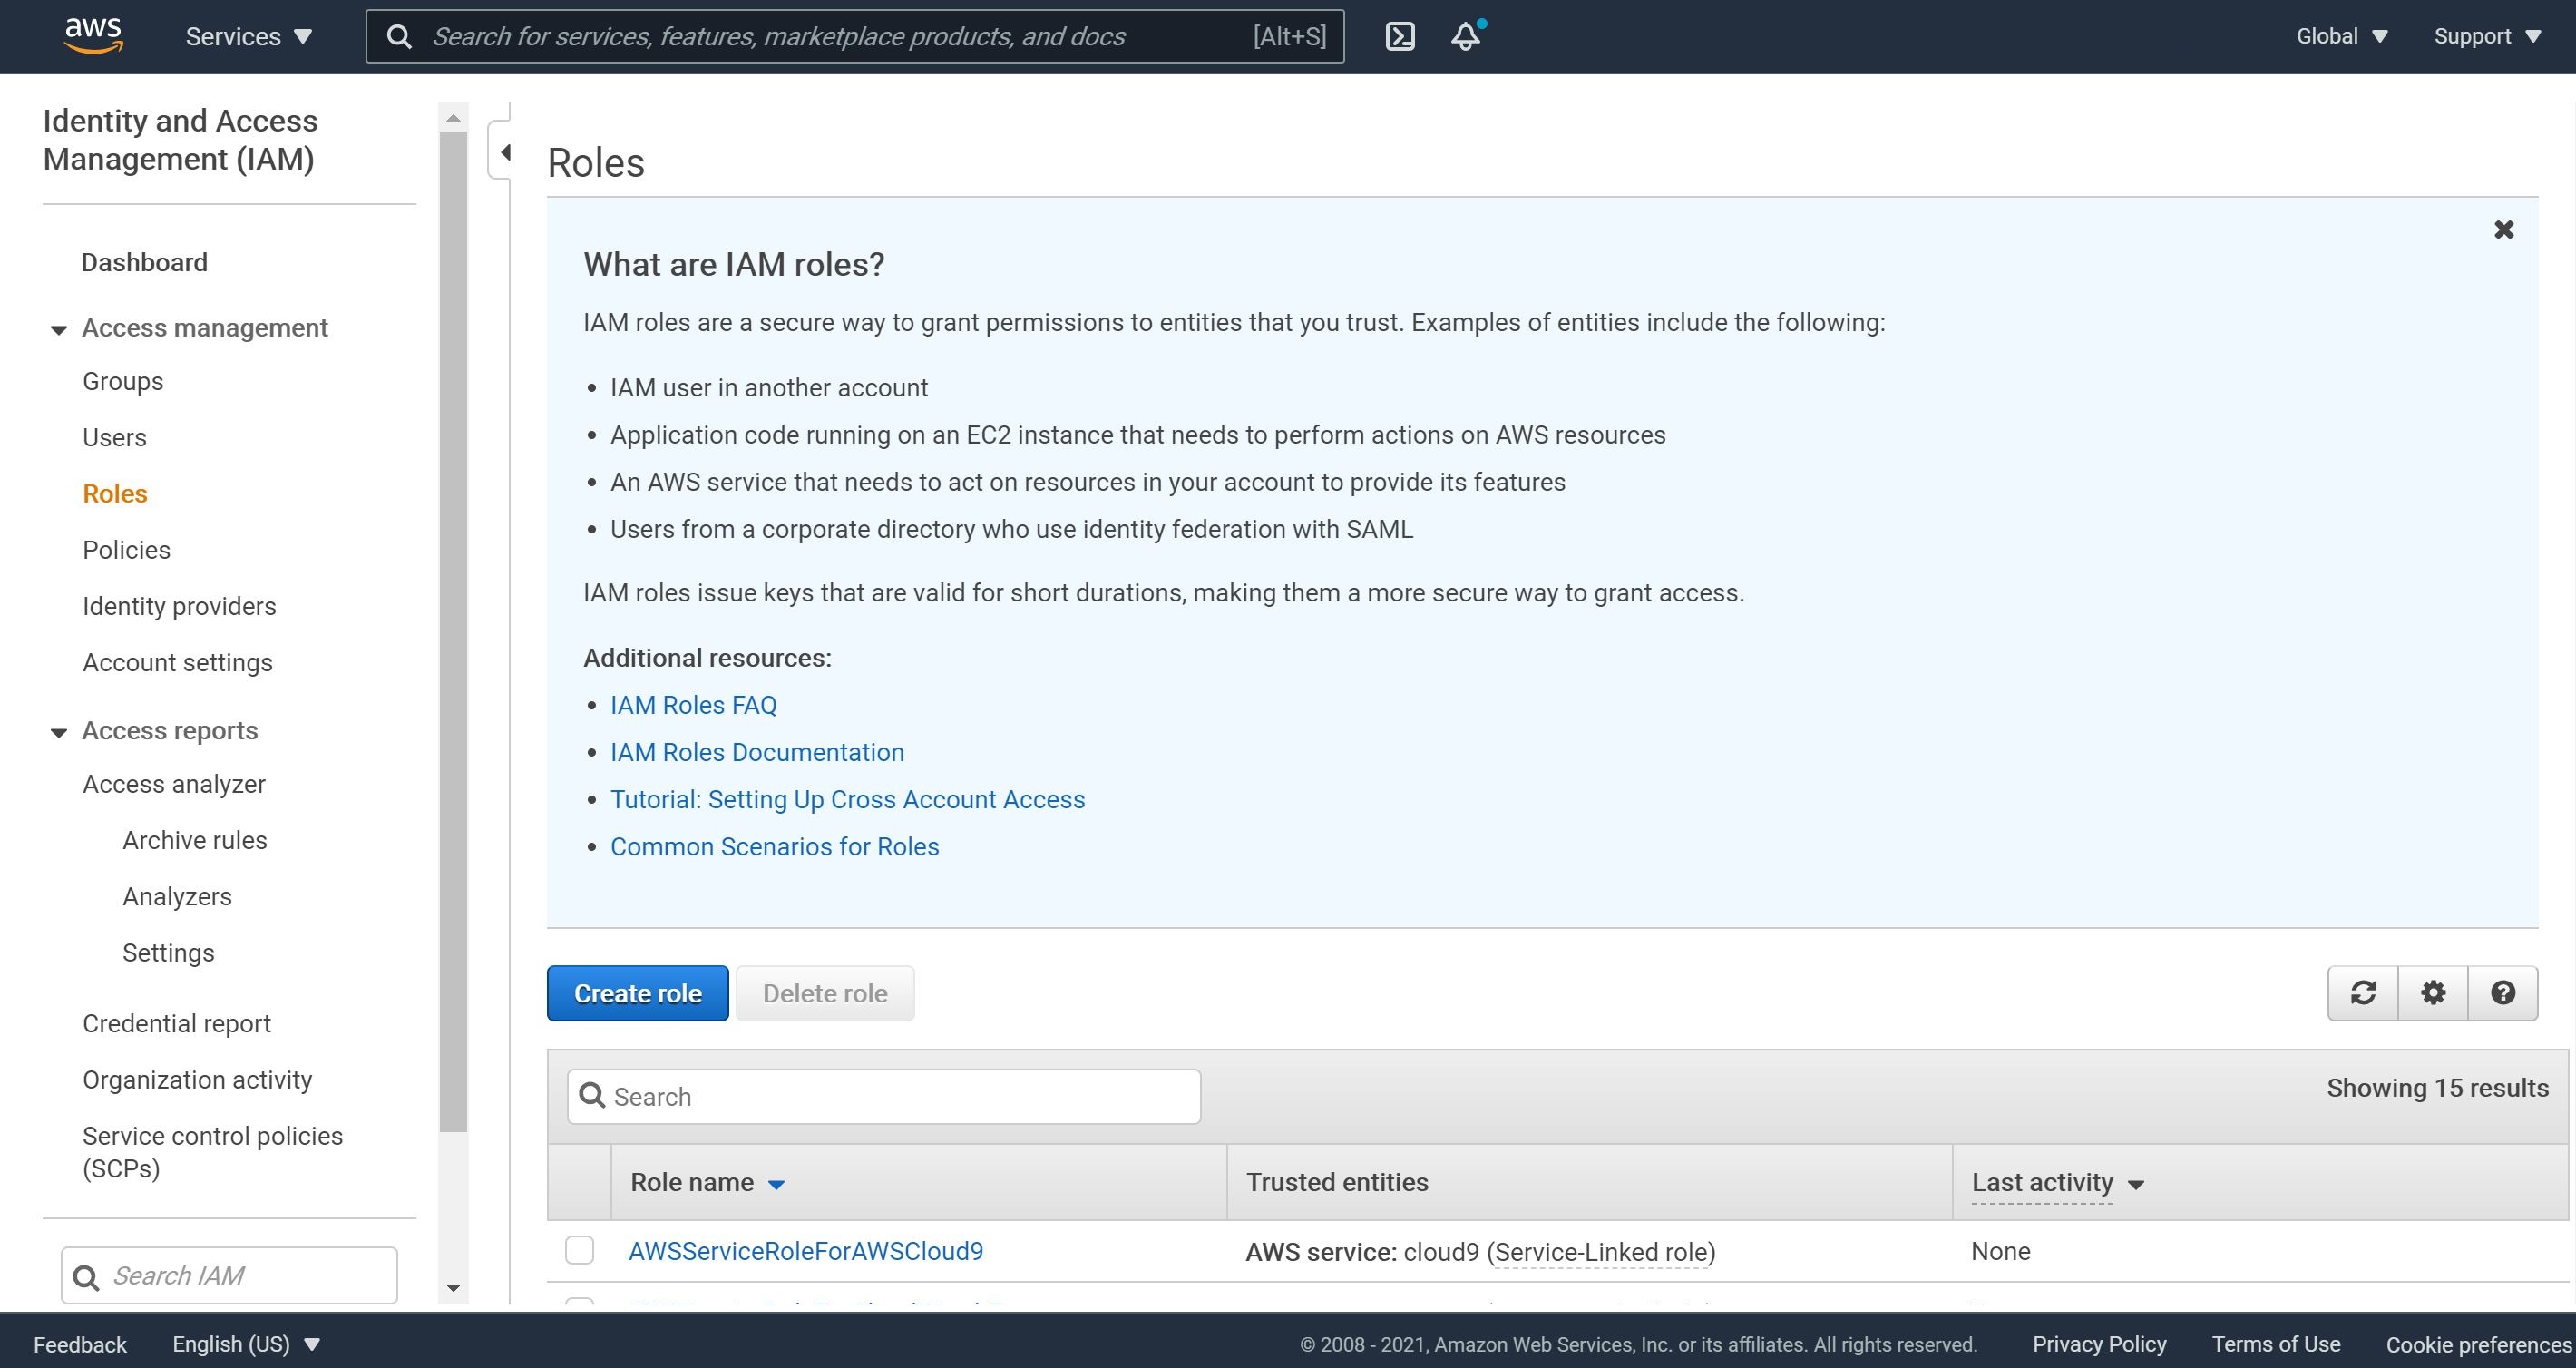 aws
Services
Search for services, features, marketplace products, and docs
[Alt+S]
Global
Support
Identity and Access
Management (IAM)
Dashboard
Access management
Groups
Users
Roles
Policies
Identity providers
Account settings
Access reports
Access analyzer
Archive rules
Analyzers
Settings
Credential report
Organization activity
Service control policies
(SCPs)
Search IAM
Roles
What are IAM roles?
IAM roles are a secure way to grant permissions to entities that you trust. Examples of entities include the following:
• IAM user in another account
• Application code running on an EC2 instance that needs to perform actions on AWS resources
• An AWS service that needs to act on resources in your account to provide its features
• Users from a corporate directory who use identity federation with SAML
IAM roles issue keys that are valid for short durations, making them a more secure way to grant access.
Additional resources:
• IAM Roles FAQ
• IAM Roles Documentation
• Tutorial: Setting Up Cross Account Access
• Common Scenarios for Roles
Create role
Delete role
Search
Showing 15 results
Role name
Trusted entities
Last activity
AWSServiceRoleForAWSCloud9
AWS service: cloud9 (Service-Linked role)
None
Feedback
English (US)
© 2008 - 2021, Amazon Web Services, Inc. or its affiliates. All rights reserved.
Privacy Policy
Terms of Use
Cookie preferences